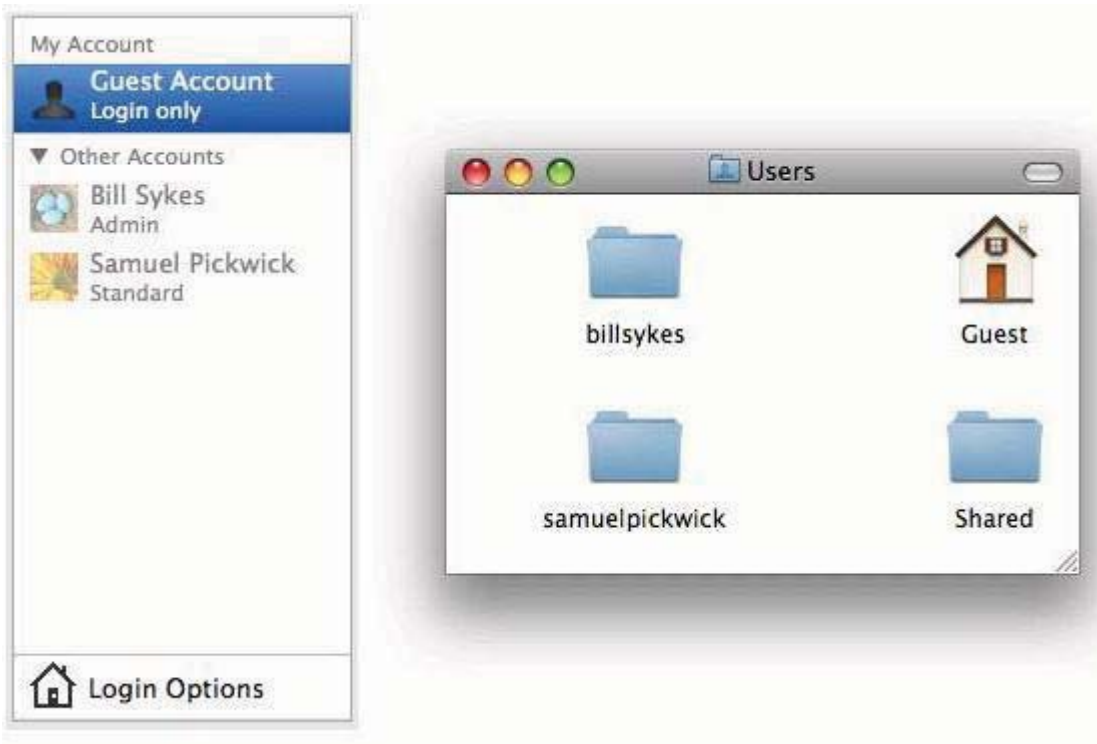 My Account
Guest Account
Login only
Other Accounts
Bill Sykes
Admin
Samuel Pickwick
Standard
Login Options
Users
billsykes
Guest
samuelpickwick
Shared